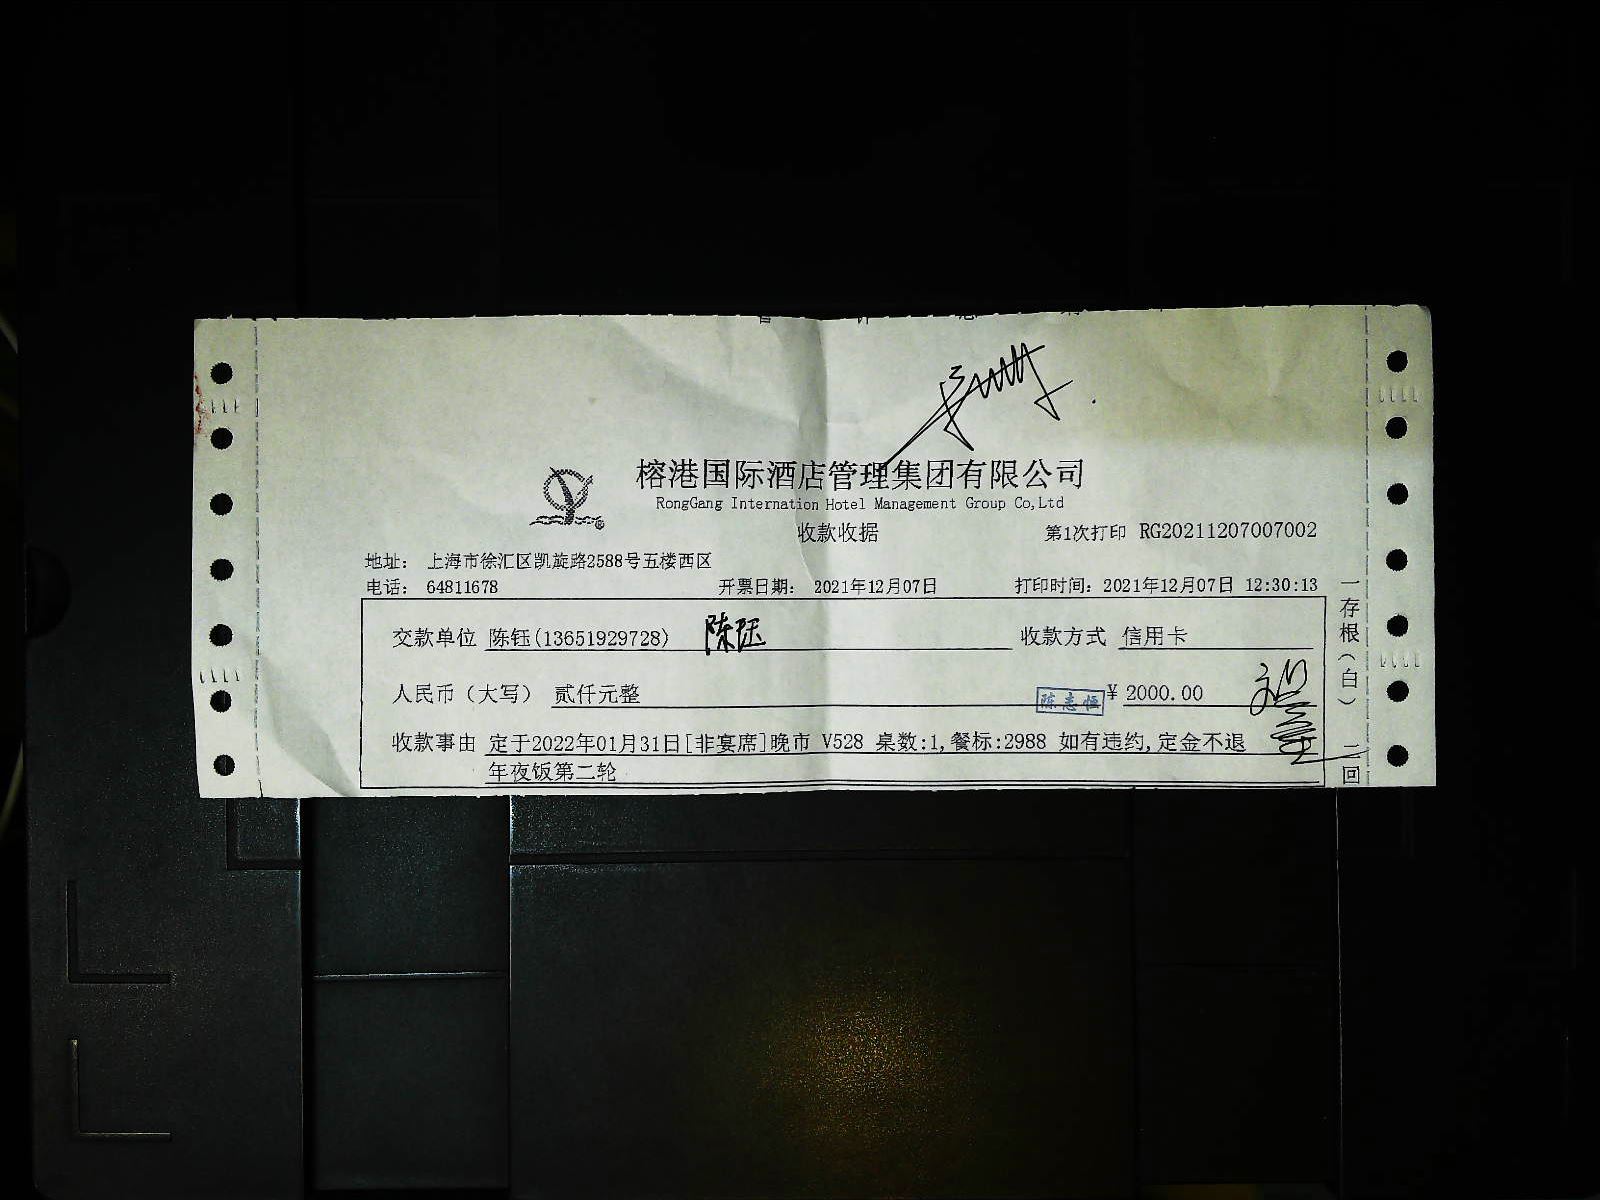 榕港国际酒店管理集团有限公司
RongGang Internation Hotel Management Group Co,Ltd
收款收据
第1次打印 RG20211207007002
地址: 上海市徐汇区凯旋路2588号五楼西区
电话: 64811678 开票日期: 2021年12月07日 打印时间: 2021年12月07日 12:30:13
交款单位 陈钰(13651929728) 陈钰 收款方式 信用卡
人民币(大写) 贰仟元整 陈志恒 ¥ 2000.00
收款事由 定于2022年01月31日[非宴席]晚市 V528 桌数:1,餐标:2988 如有违约,定金不退
年夜饭第二轮
一存根(白) 二回